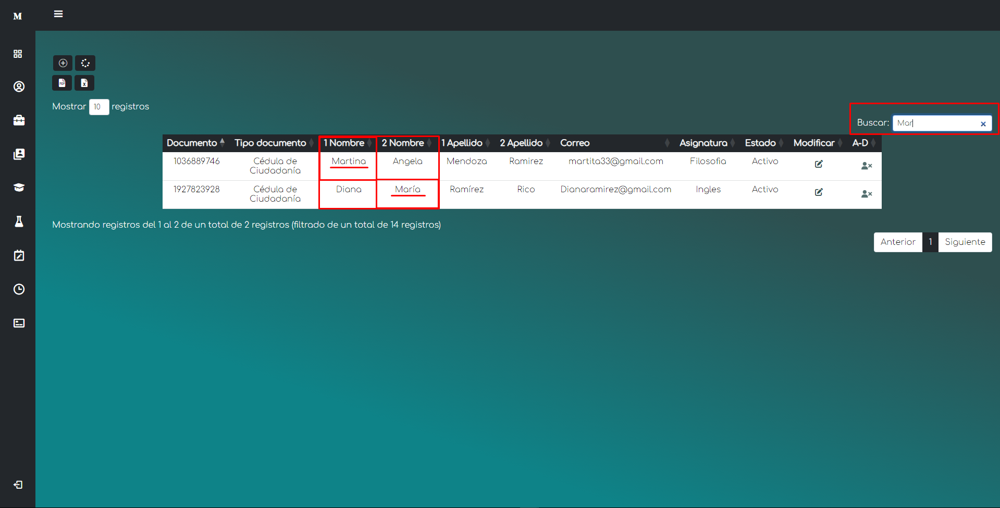 M
Mostrar 10 registros
Buscar: Mar
Documento Tipo documento 1 Nombre 2 Nombre 1 Apellido 2 Apellido Correo Asignatura Estado Modificar A-D
1036889746 Cédula de Ciudadanía Martina Angela Mendoza Ramirez martita33@gmail.com Filosofia Activo
1927823928 Cédula de Ciudadanía Diana María Ramírez Rico Dianaramirez@gmail.com Ingles Activo
Mostrando registros del 1 al 2 de un total de 2 registros (filtrado de un total de 14 registros)
Anterior 1 Siguiente